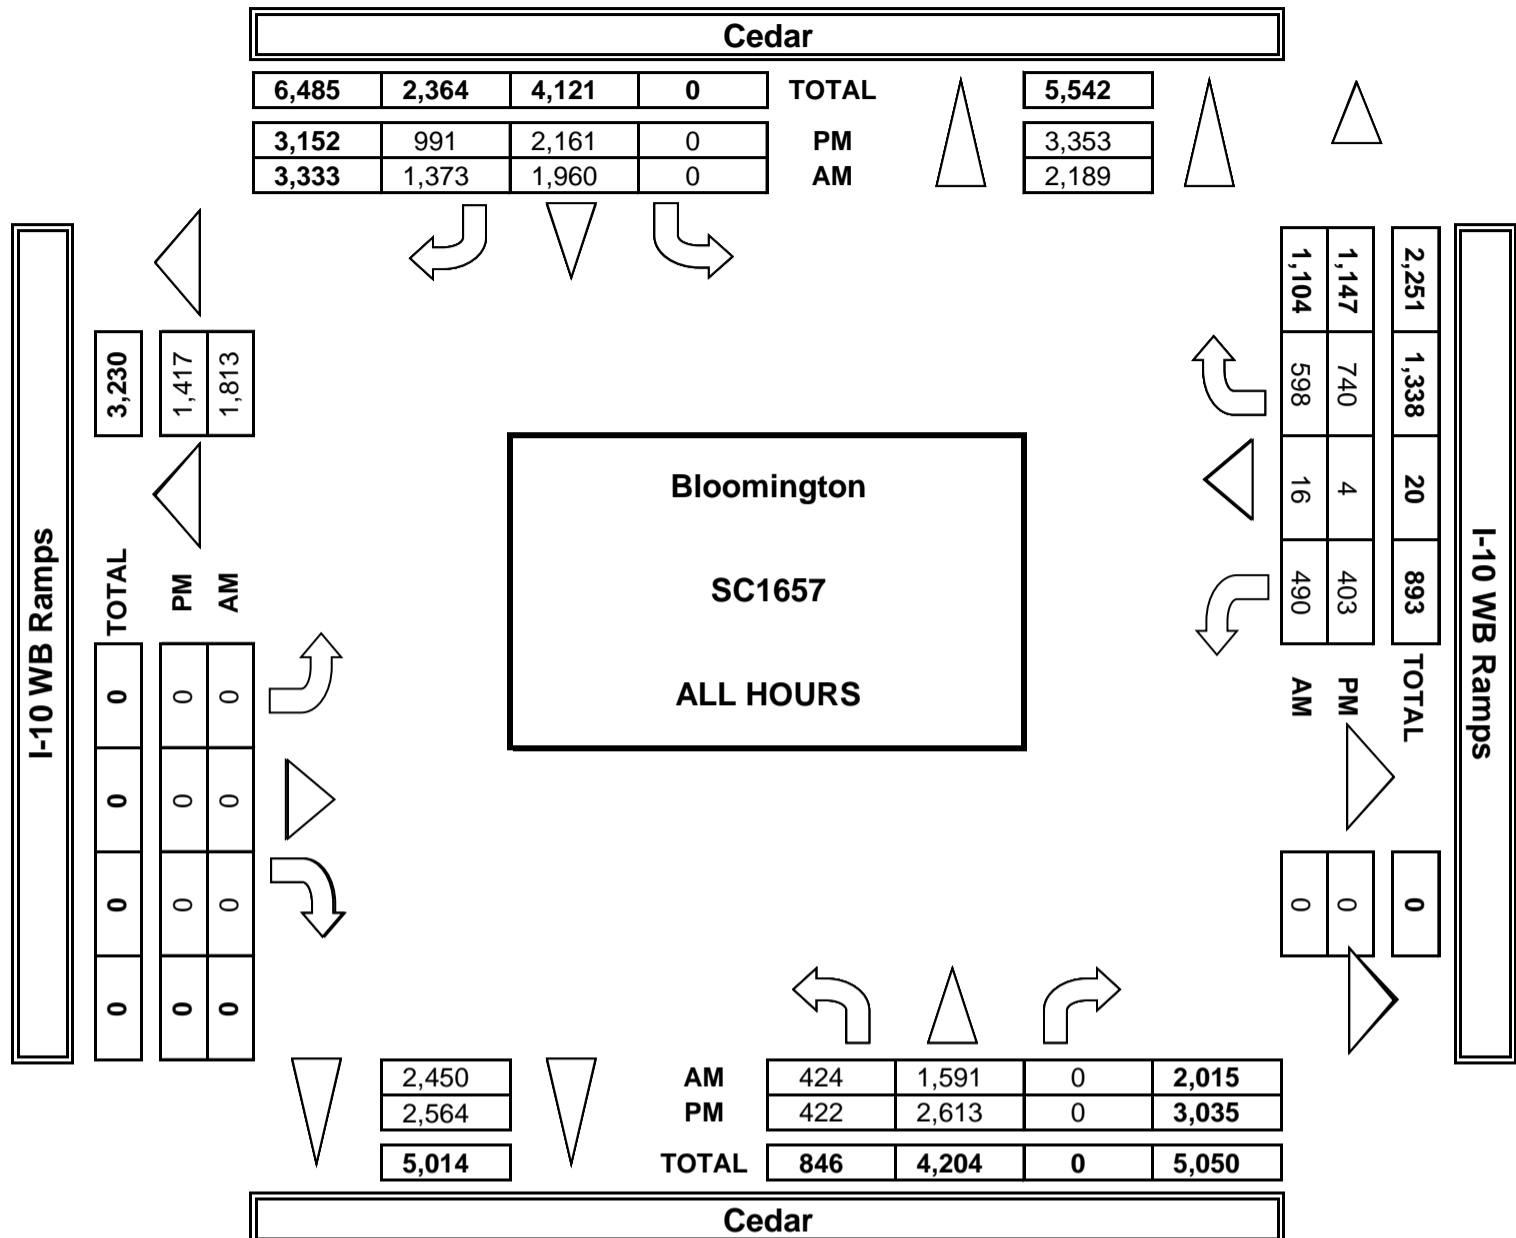 Cedar
6,485 2,364 4,121 0 TOTAL 5,542
3,152 991 2,161 0 PM 3,353
3,333 1,373 1,960 0 AM 2,189
I-10 WB Ramps
3,230
1,417
1,813
TOTAL PM AM
0 0 0
0 0 0
0 0 0
0 0 0
Bloomington
SC1657
ALL HOURS
2,251 1,338 20 893 TOTAL 0
1,147 740 4 403 PM 0
1,104 598 16 490 AM 0
I-10 WB Ramps
2,450 AM 424 1,591 0 2,015
2,564 PM 422 2,613 0 3,035
5,014 TOTAL 846 4,204 0 5,050
Cedar